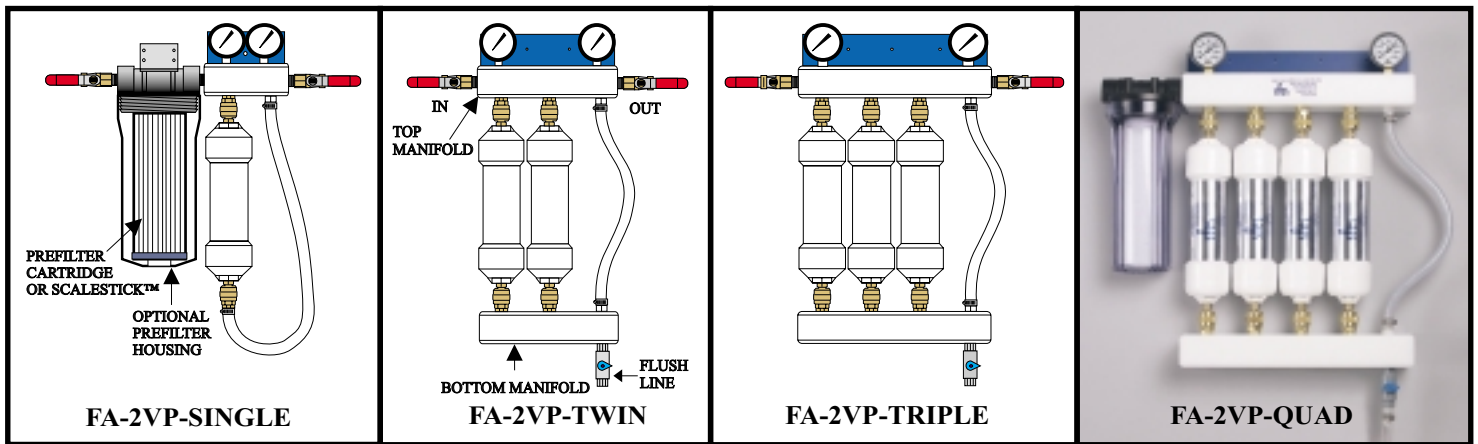 PREFILTER
CARTRIDGE
OR SCALESTICK™
OPTIONAL
PREFILTER
HOUSING
FA-2VP-SINGLE
IN
OUT
TOP
MANIFOLD
BOTTOM MANIFOLD
FLUSH
LINE
FA-2VP-TWIN
FA-2VP-TRIPLE
FA-2VP-QUAD